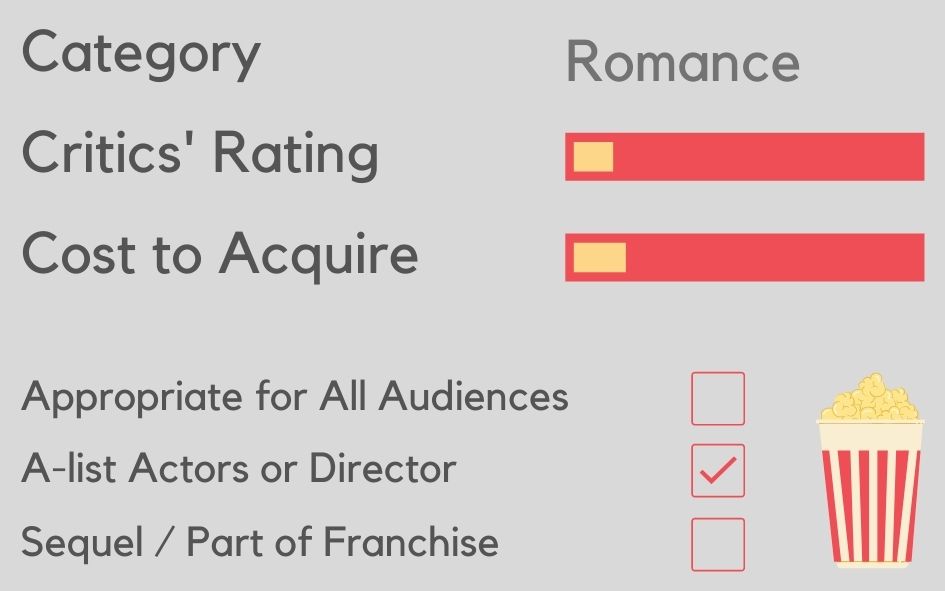 Category Romance
Critics' Rating
Cost to Acquire
Appropriate for All Audiences
A-list Actors or Director
Sequel / Part of Franchise